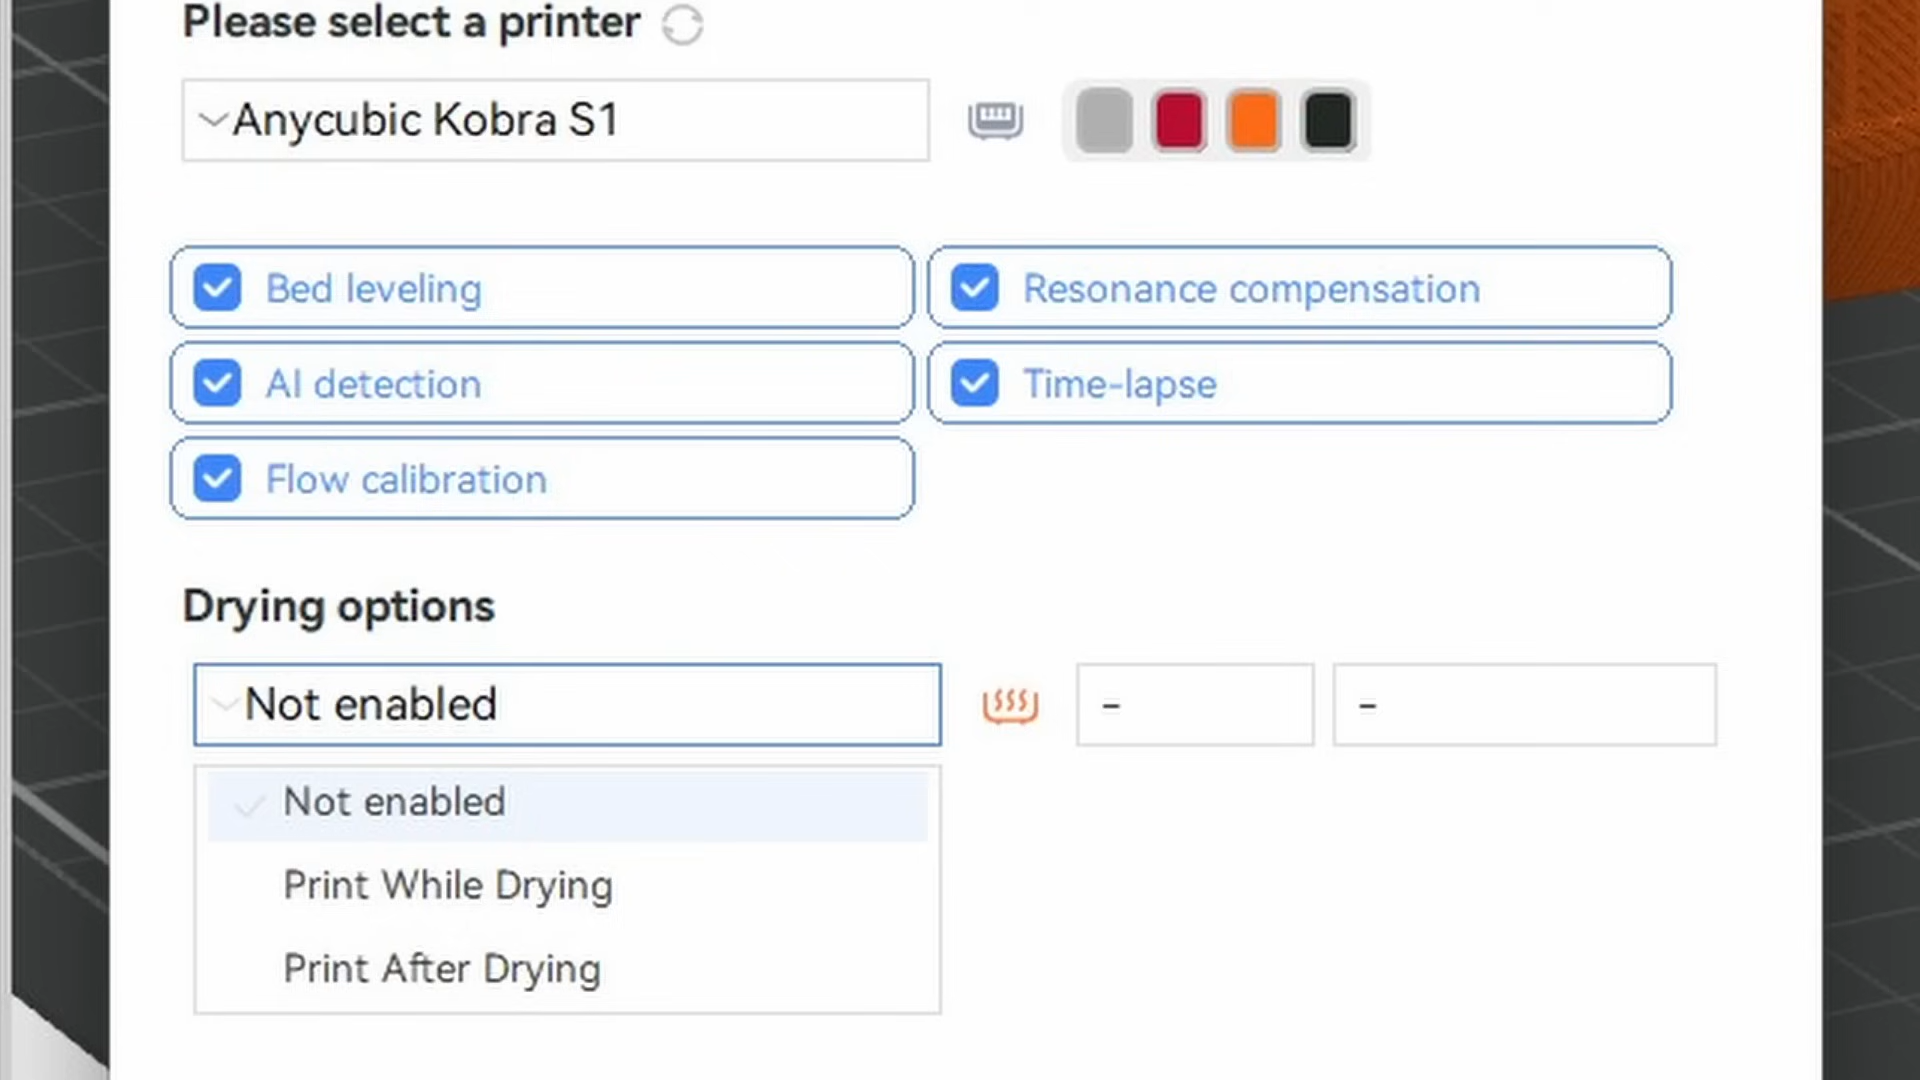 Please select a printer
Anycubic Kobra S1
Bed leveling
Resonance compensation
AI detection
Time-lapse
Flow calibration
Drying options
Not enabled
-
-
Not enabled
Print While Drying
Print After Drying